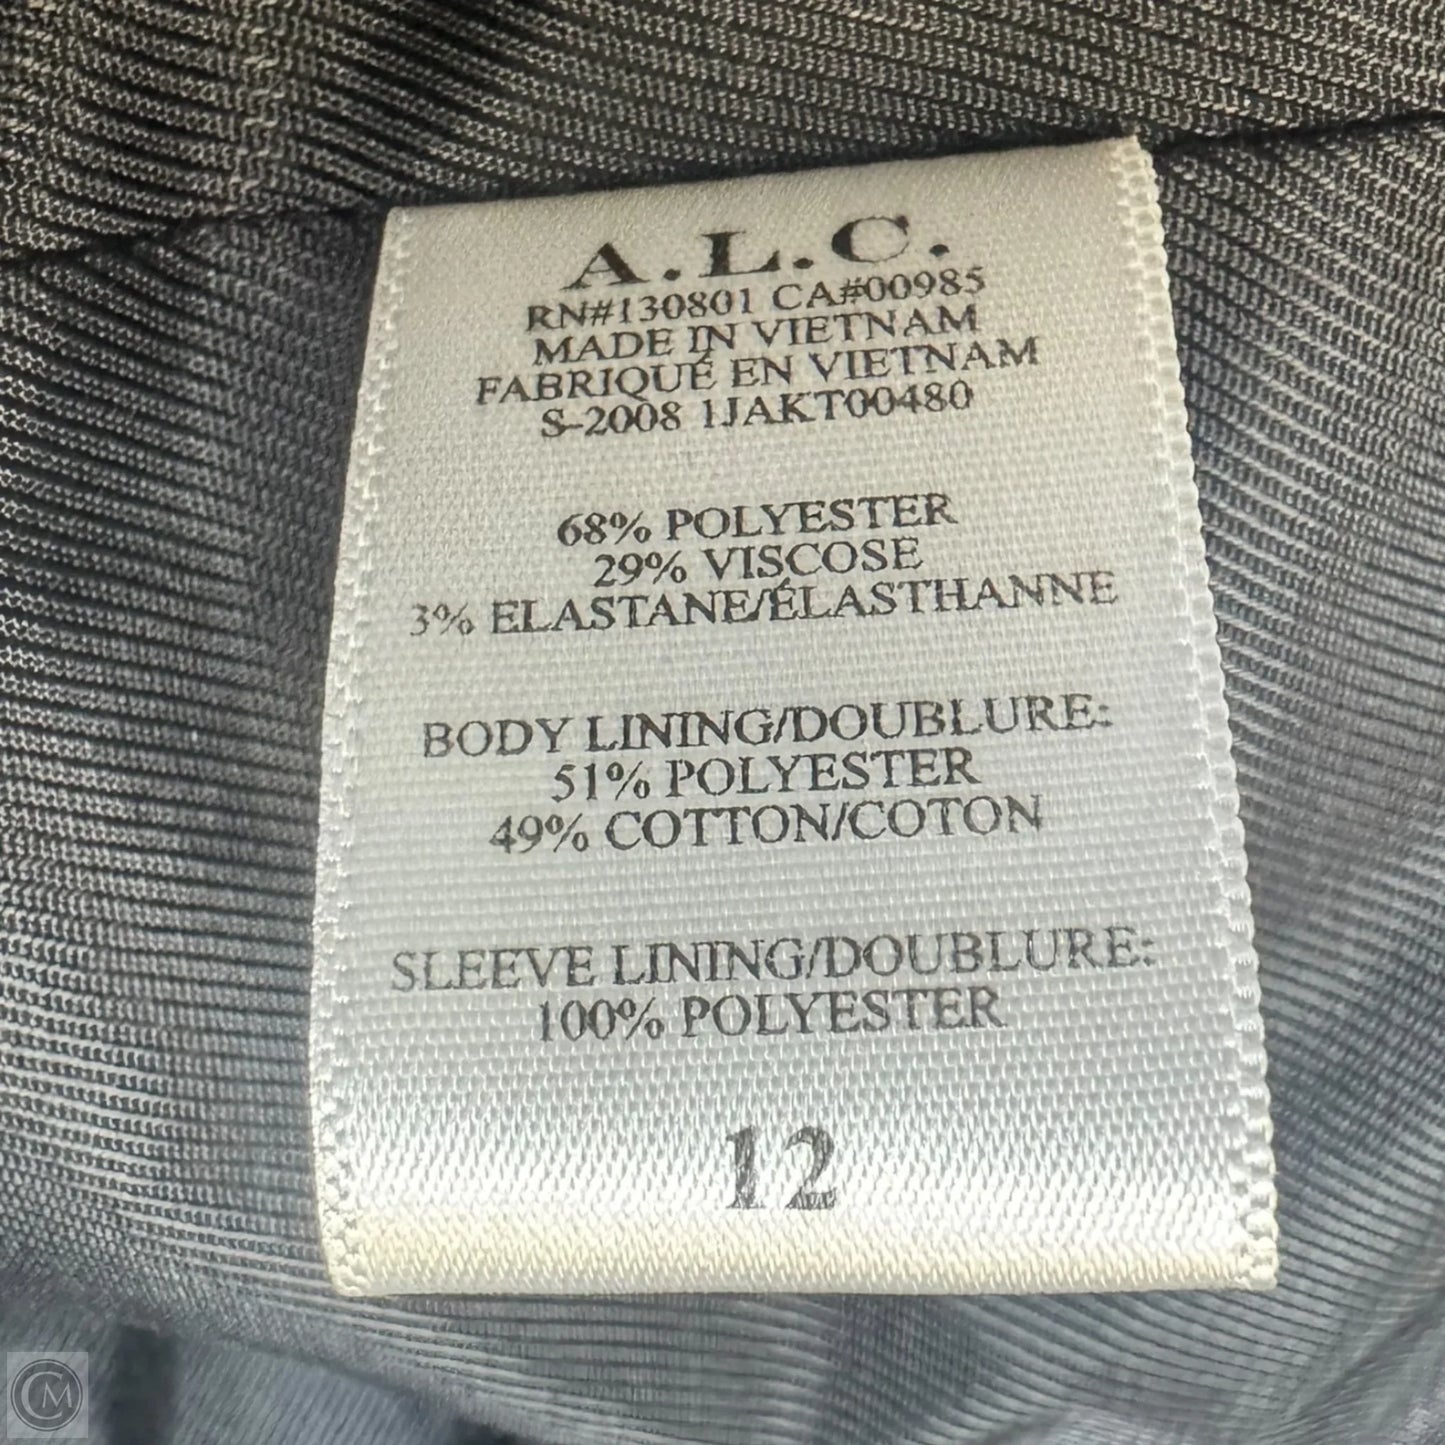 A.L.C.
RN#130801 CA#00985
MADE IN VIETNAM
FABRIQUÉ EN VIETNAM
S-2008 1JAKT00480
68% POLYESTER
29% VISCOSE
3% ELASTANE/ÉLASTHANNE
BODY LINING/DOUBLURE:
51% POLYESTER
49% COTTON/COTON
SLEEVE LINING/DOUBLURE:
100% POLYESTER
12
CM